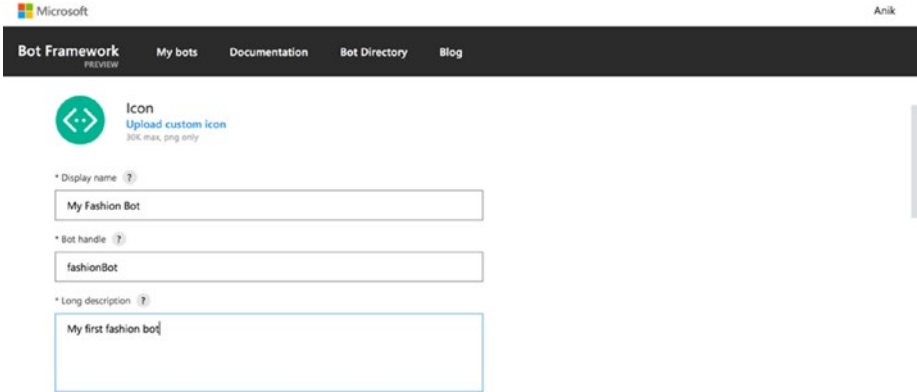 Microsoft Anik
Bot Framework My bots Documentation Bot Directory Blog
PREVIEW
Icon
Upload custom icon
30K max, png only
* Display name ?
My Fashion Bot
* Bot handle ?
fashionBot
* Long description ?
My first fashion bot